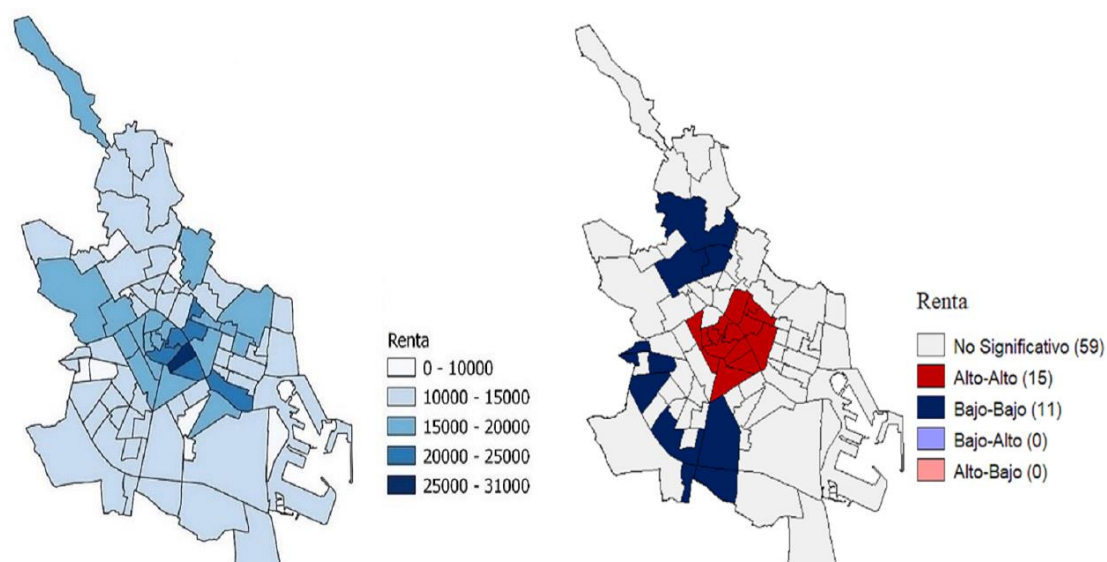 Renta
0 - 10000
10000 - 15000
15000 - 20000
20000 - 25000
25000 - 31000
Renta
No Significativo (59)
Alto-Alto (15)
Bajo-Bajo (11)
Bajo-Alto (0)
Alto-Bajo (0)